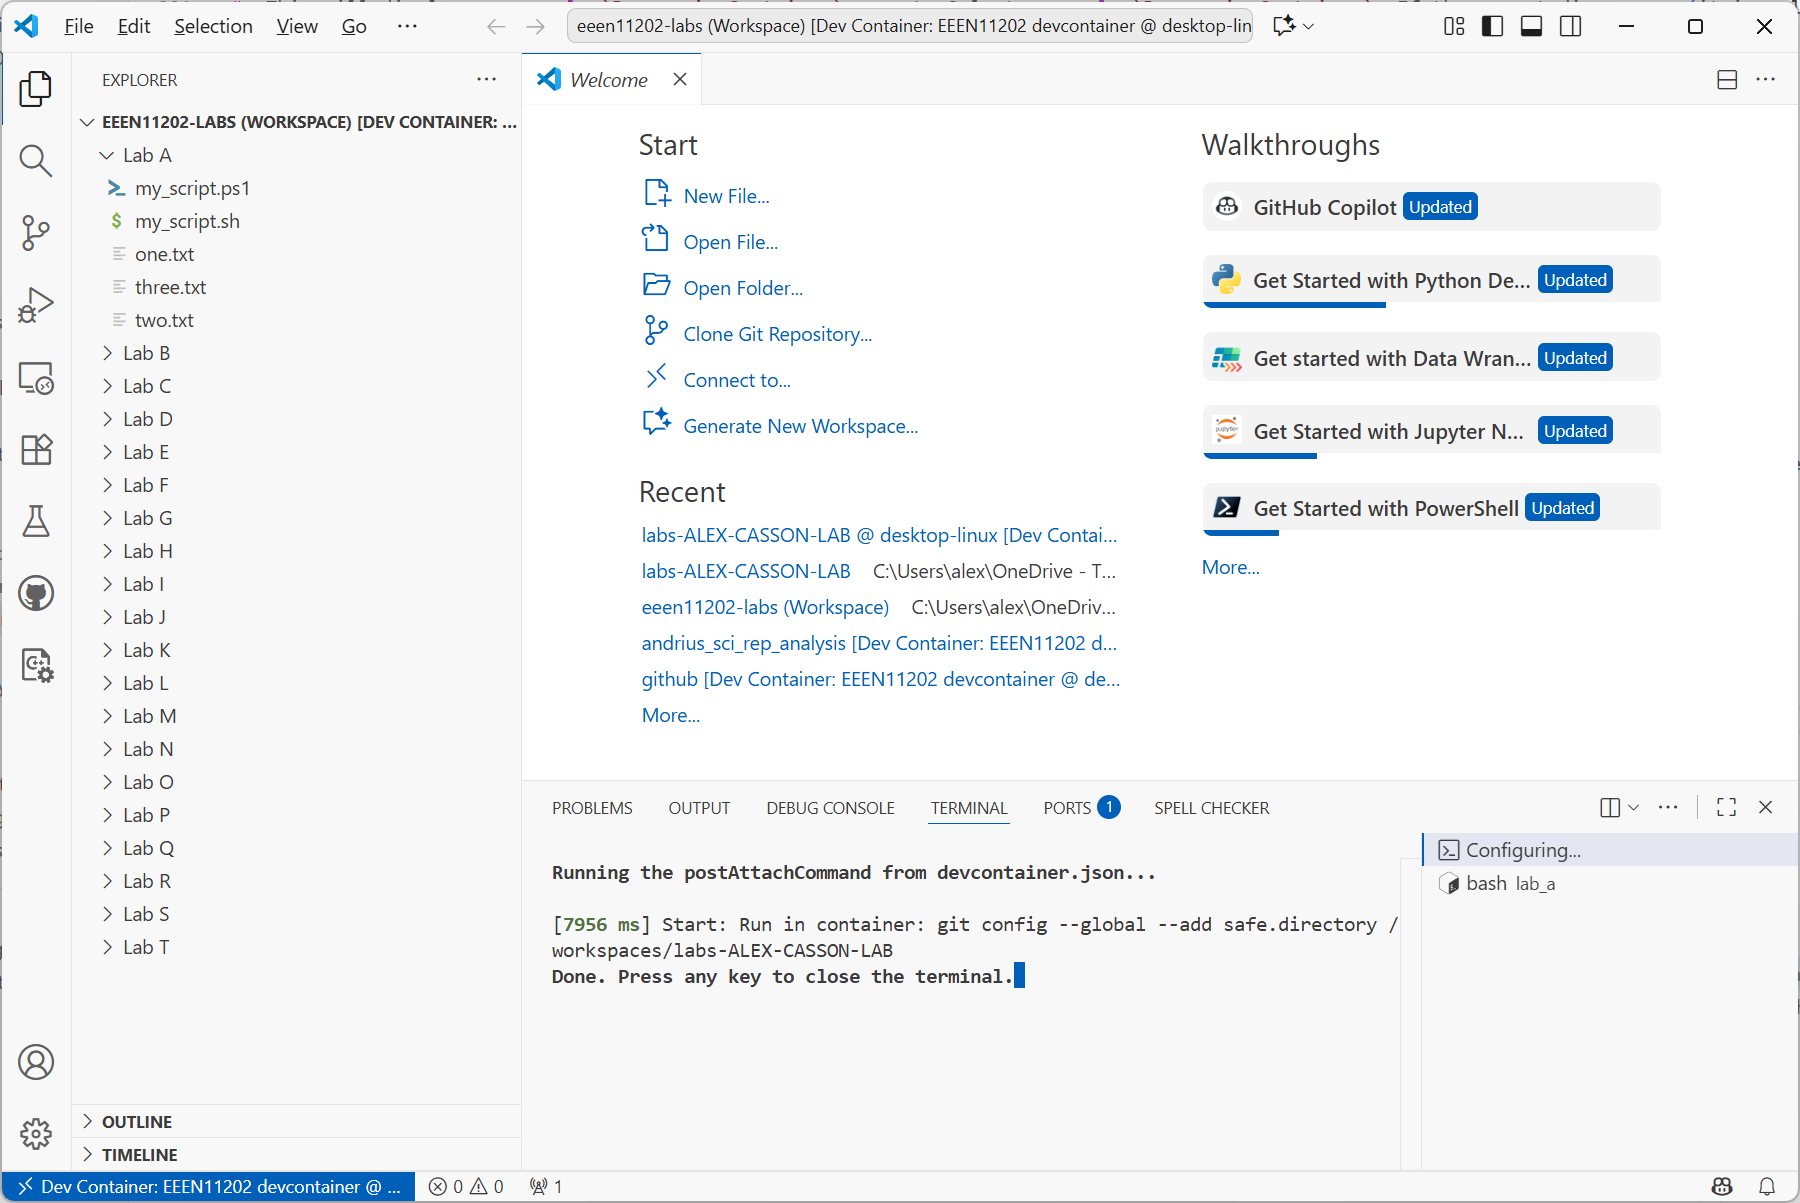 File Edit Selection View Go ···
eeen11202-labs (Workspace) [Dev Container: EEEN11202 devcontainer @ desktop-lin
EXPLORER
EEEN11202-LABS (WORKSPACE) [DEV CONTAINER: ...
Lab A
my_script.ps1
$ my_script.sh
one.txt
three.txt
two.txt
Lab B
Lab C
Lab D
Lab E
Lab F
Lab G
Lab H
Lab I
Lab J
Lab K
Lab L
Lab M
Lab N
Lab O
Lab P
Lab Q
Lab R
Lab S
Lab T
OUTLINE
TIMELINE
Welcome
Start
New File...
Open File...
Open Folder...
Clone Git Repository...
Connect to...
Generate New Workspace...
Recent
labs-ALEX-CASSON-LAB @ desktop-linux [Dev Contai...
labs-ALEX-CASSON-LAB C:\Users\alex\OneDrive - T...
eeen11202-labs (Workspace) C:\Users\alex\OneDriv...
andrius_sci_rep_analysis [Dev Container: EEEN11202 d...
github [Dev Container: EEEN11202 devcontainer @ de...
More...
Walkthroughs
GitHub Copilot Updated
Get Started with Python De... Updated
Get started with Data Wran... Updated
Get Started with Jupyter N... Updated
Get Started with PowerShell Updated
More...
PROBLEMS OUTPUT DEBUG CONSOLE TERMINAL PORTS 1 SPELL CHECKER
Running the postAttachCommand from devcontainer.json...
[7956 ms] Start: Run in container: git config --global --add safe.directory /
workspaces/labs-ALEX-CASSON-LAB
Done. Press any key to close the terminal.
Configuring...
bash lab_a
Dev Container: EEEN11202 devcontainer @ ... 0 0 1